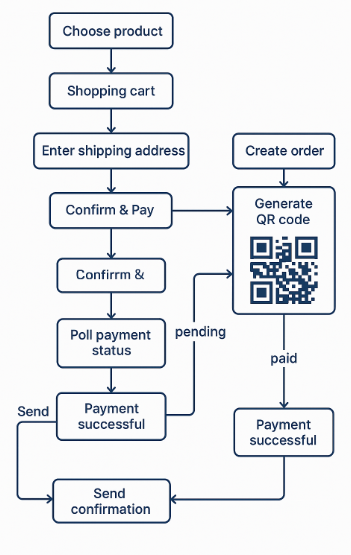 Choose product
Shopping cart
Enter shipping address
Create order
Confirm & Pay
Generate
QR code
Confirrm &
Poll payment
status
pending
paid
Send
Payment
successful
Payment
successful
Send
confirmation